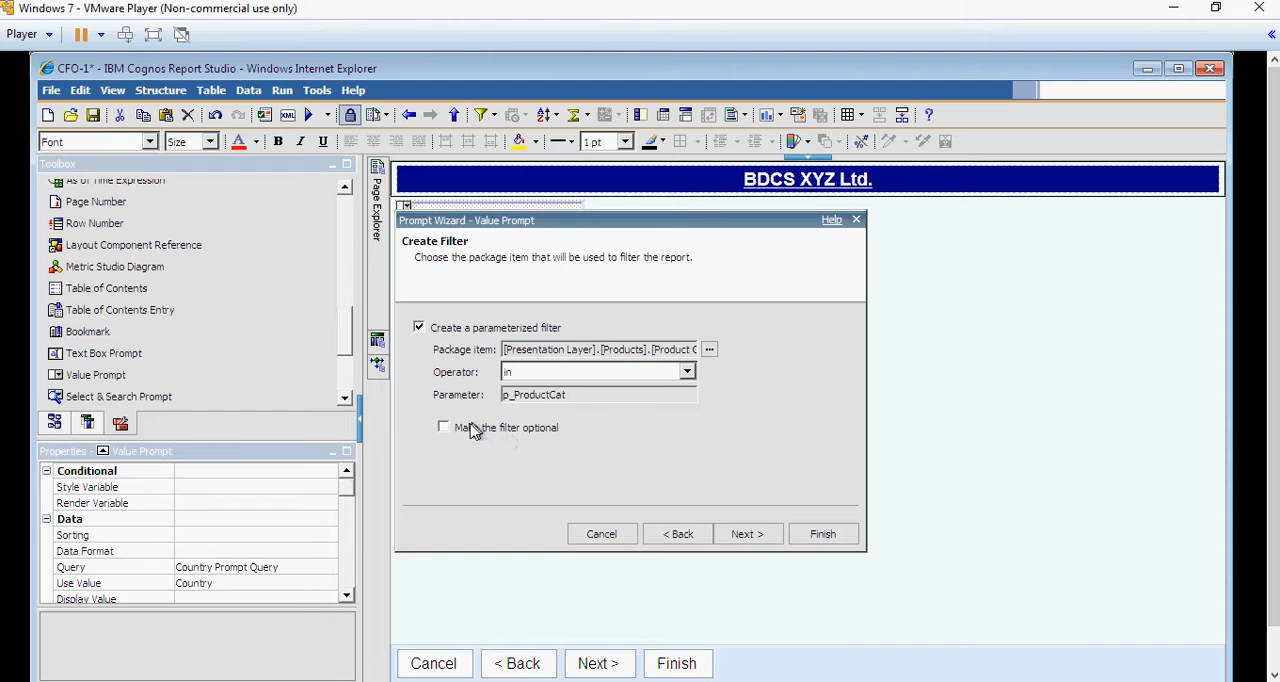 Windows 7 - VMware Player (Non-commercial use only)
Player
CFO-1* - IBM Cognos Report Studio - Windows Internet Explorer
File Edit View Structure Table Data Run Tools Help
Font Size 1 pt
Toolbox
As of Time Expression
Page Number
Row Number
Layout Component Reference
Metric Studio Diagram
Table of Contents
Table of Contents Entry
Bookmark
Text Box Prompt
Value Prompt
Select & Search Prompt
Properties - Value Prompt
Conditional
Style Variable
Render Variable
Data
Sorting
Data Format
Query Country Prompt Query
Use Value Country
Display Value
Page Explorer
BDCS XYZ Ltd.
Prompt Wizard - Value Prompt Help
Create Filter
Choose the package item that will be used to filter the report.
Create a parameterized filter
Package item: [Presentation Layer].[Products].[Product C
Operator: in
Parameter: p_ProductCat
the filter optional
Cancel < Back Next > Finish
Cancel < Back Next > Finish